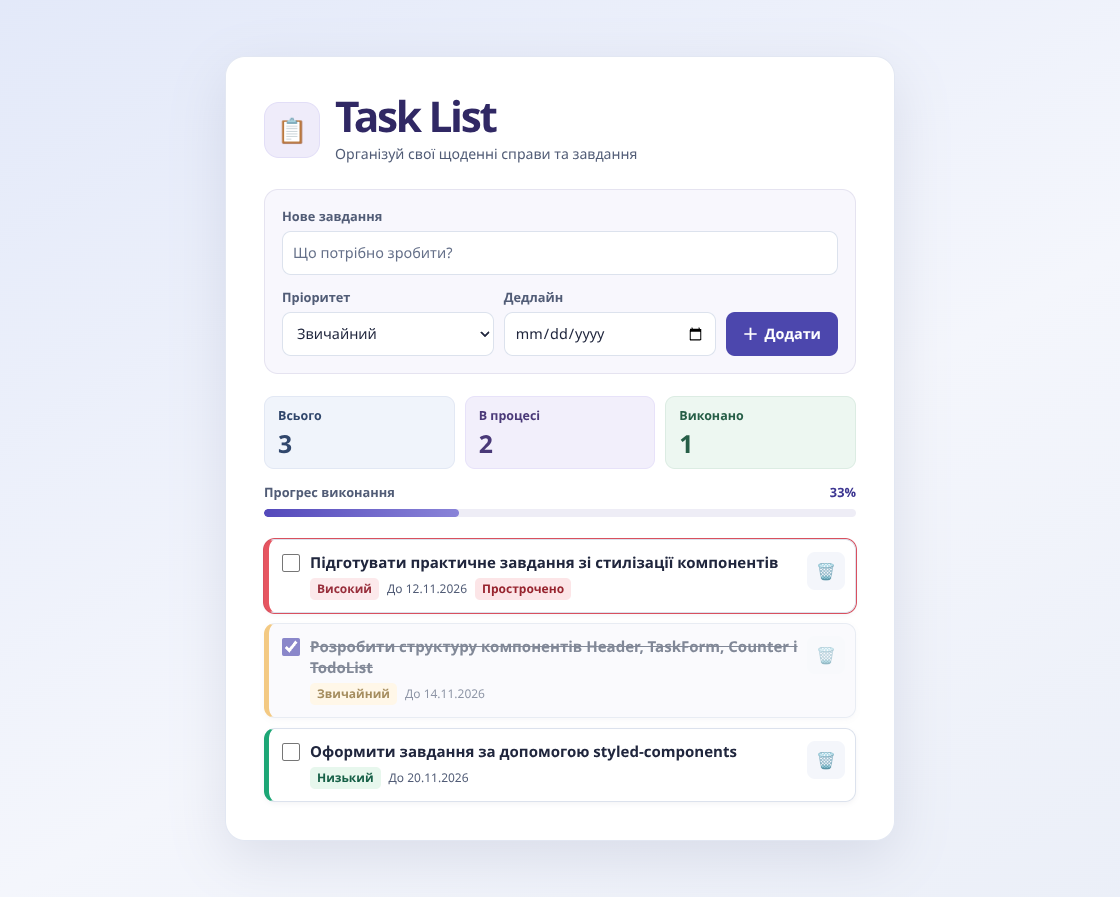 Task List
Організуй свої щоденні справи та завдання
Нове завдання
Що потрібно зробити?
Пріоритет
Дедлайн
Звичайний
mm/dd/yyyy
+ Додати
Всього
3
В процесі
2
Виконано
1
Прогрес виконання
33%
Підготувати практичне завдання зі стилізації компонентів
Високий До 12.11.2026 Прострочено
Розробити структуру компонентів Header, TaskForm, Counter і
TodoList
Звичайний До 14.11.2026
Оформити завдання за допомогою styled-components
Низький До 20.11.2026